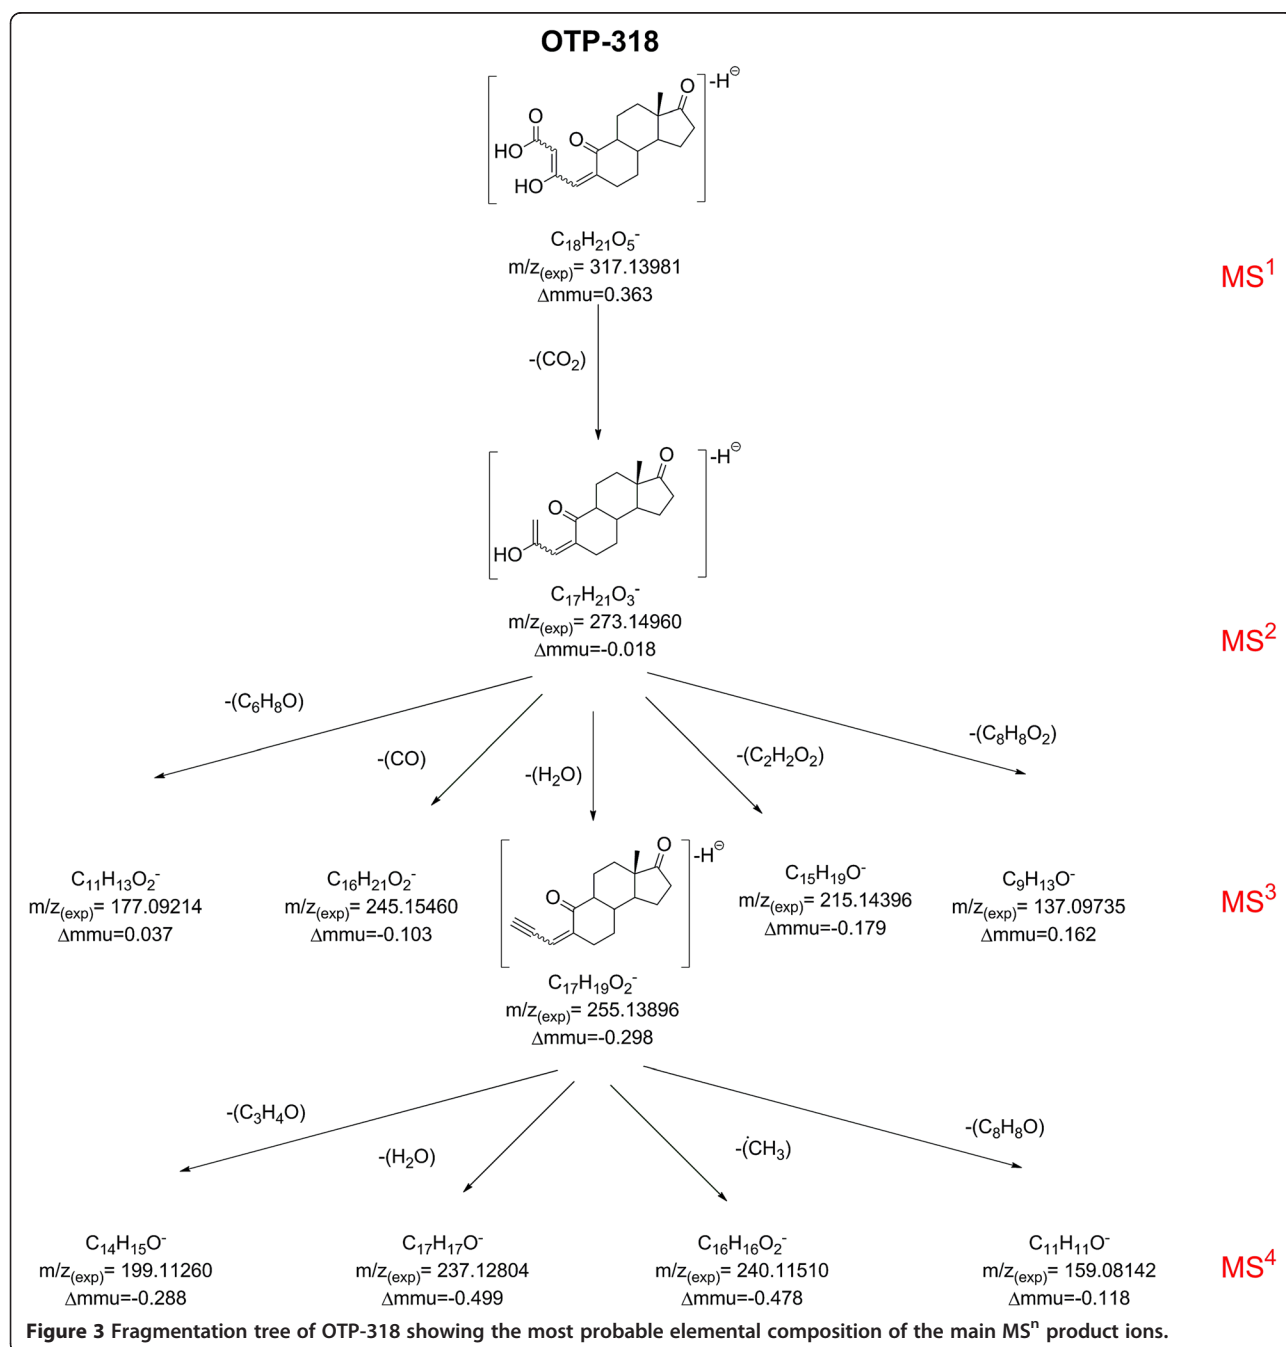 OTP-318
-H⊖
O
O
HO
O
HO
C18H21O5-
m/z(exp)= 317.13981
Δmmu=0.363
MS1
-(CO2)
-H⊖
O
O
HO
C17H21O3-
m/z(exp)= 273.14960
Δmmu=-0.018
MS2
-(C6H8O)
-(CO)
-(H2O)
-(C2H2O2)
-(C8H8O2)
C11H13O2-
m/z(exp)= 177.09214
Δmmu=0.037
C16H21O2-
m/z(exp)= 245.15460
Δmmu=-0.103
-H⊖
O
O
C17H19O2-
m/z(exp)= 255.13896
Δmmu=-0.298
C15H19O-
m/z(exp)= 215.14396
Δmmu=-0.179
C9H13O-
m/z(exp)= 137.09735
Δmmu=0.162
MS3
-(C3H4O)
-(H2O)
-(ĊH3)
-(C8H8O)
C14H15O-
m/z(exp)= 199.11260
Δmmu=-0.288
C17H17O-
m/z(exp)= 237.12804
Δmmu=-0.499
C16H16O2-
m/z(exp)= 240.11510
Δmmu=-0.478
C11H11O-
m/z(exp)= 159.08142
Δmmu=-0.118
MS4
Figure 3 Fragmentation tree of OTP-318 showing the most probable elemental composition of the main MSn product ions.